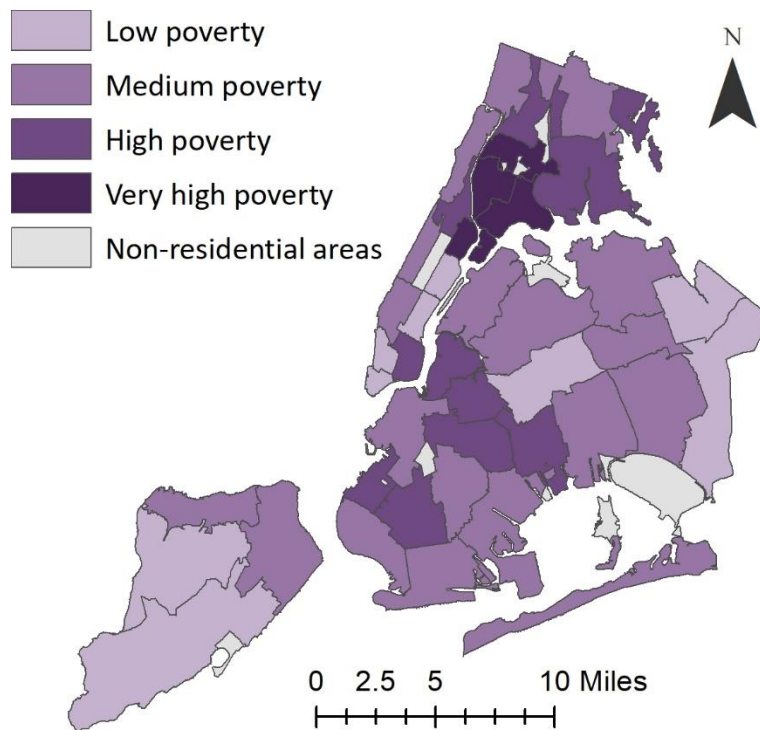 Low poverty
Medium poverty
High poverty
Very high poverty
Non-residential areas
N
0 2.5 5 10 Miles